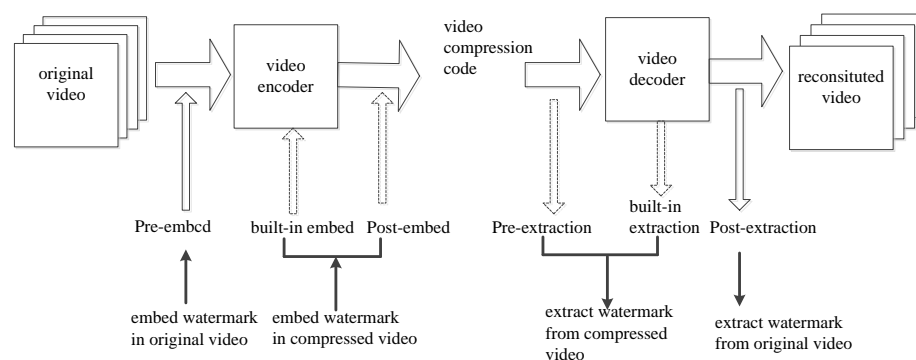 original
video
video
encoder
video
compression
code
video
decoder
reconsituted
video
Pre-embcd
built-in embed
Post-embed
Pre-extraction
built-in
extraction
Post-extraction
embed watermark
in original video
embed watermark
in compressed video
extract watermark
from compressed
video
extract watermark
from original video